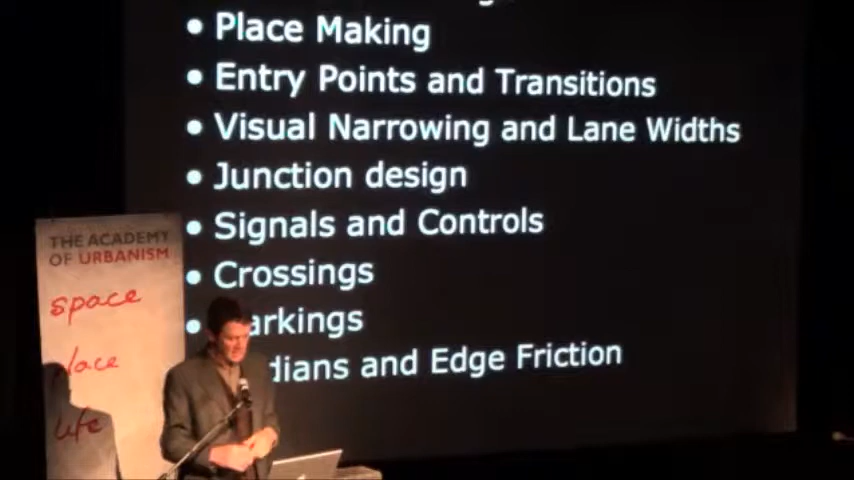 • Place Making
• Entry Points and Transitions
• Visual Narrowing and Lane Widths
• Junction design
• Signals and Controls
• Crossings
• arkings
dians and Edge Friction
THE ACADEMY
OF URBANISM
space
lace
life